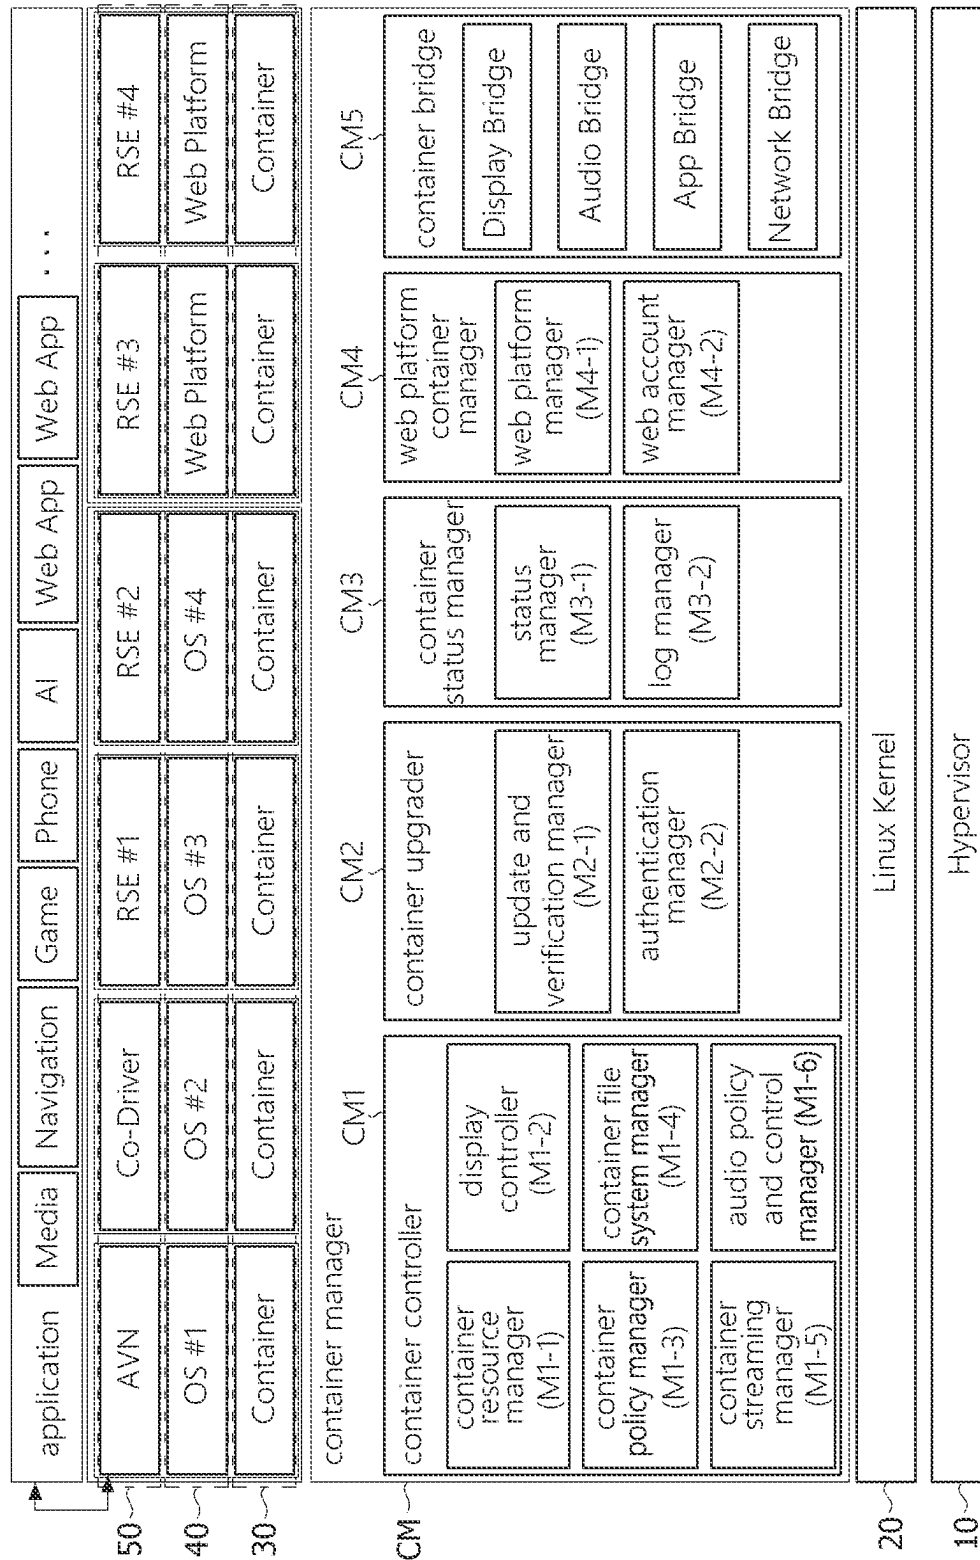 application
Media
Navigation
Game
Phone
AI
Web App
Web App
...
50
AVN
Co-Driver
RSE #1
RSE #2
RSE #3
RSE #4
40
OS #1
OS #2
OS #3
OS #4
Web Platform
Web Platform
30
Container
Container
Container
Container
Container
Container
CM
container manager
CM1
container controller
container
resource
manager
(M1-1)
display
controller
(M1-2)
container
policy manager
(M1-3)
container file
system manager
(M1-4)
container
streaming
manager
(M1-5)
audio policy
and control
manager (M1-6)
CM2
container upgrader
update and
verification manager
(M2-1)
authentication
manager
(M2-2)
CM3
container
status manager
status
manager
(M3-1)
log manager
(M3-2)
CM4
web platform
container
manager
web platform
manager
(M4-1)
web account
manager
(M4-2)
CM5
container bridge
Display Bridge
Audio Bridge
App Bridge
Network Bridge
20
Linux Kernel
10
Hypervisor